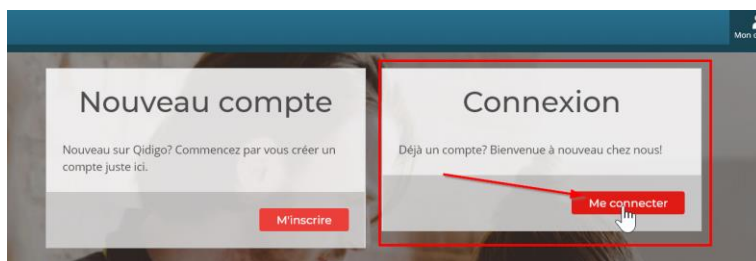 Mon
Nouveau compte
Nouveau sur Qidigo? Commencez par vous créer un
compte juste ici.
M'inscrire
Connexion
Déjà un compte? Bienvenue à nouveau chez nous!
Me connecter